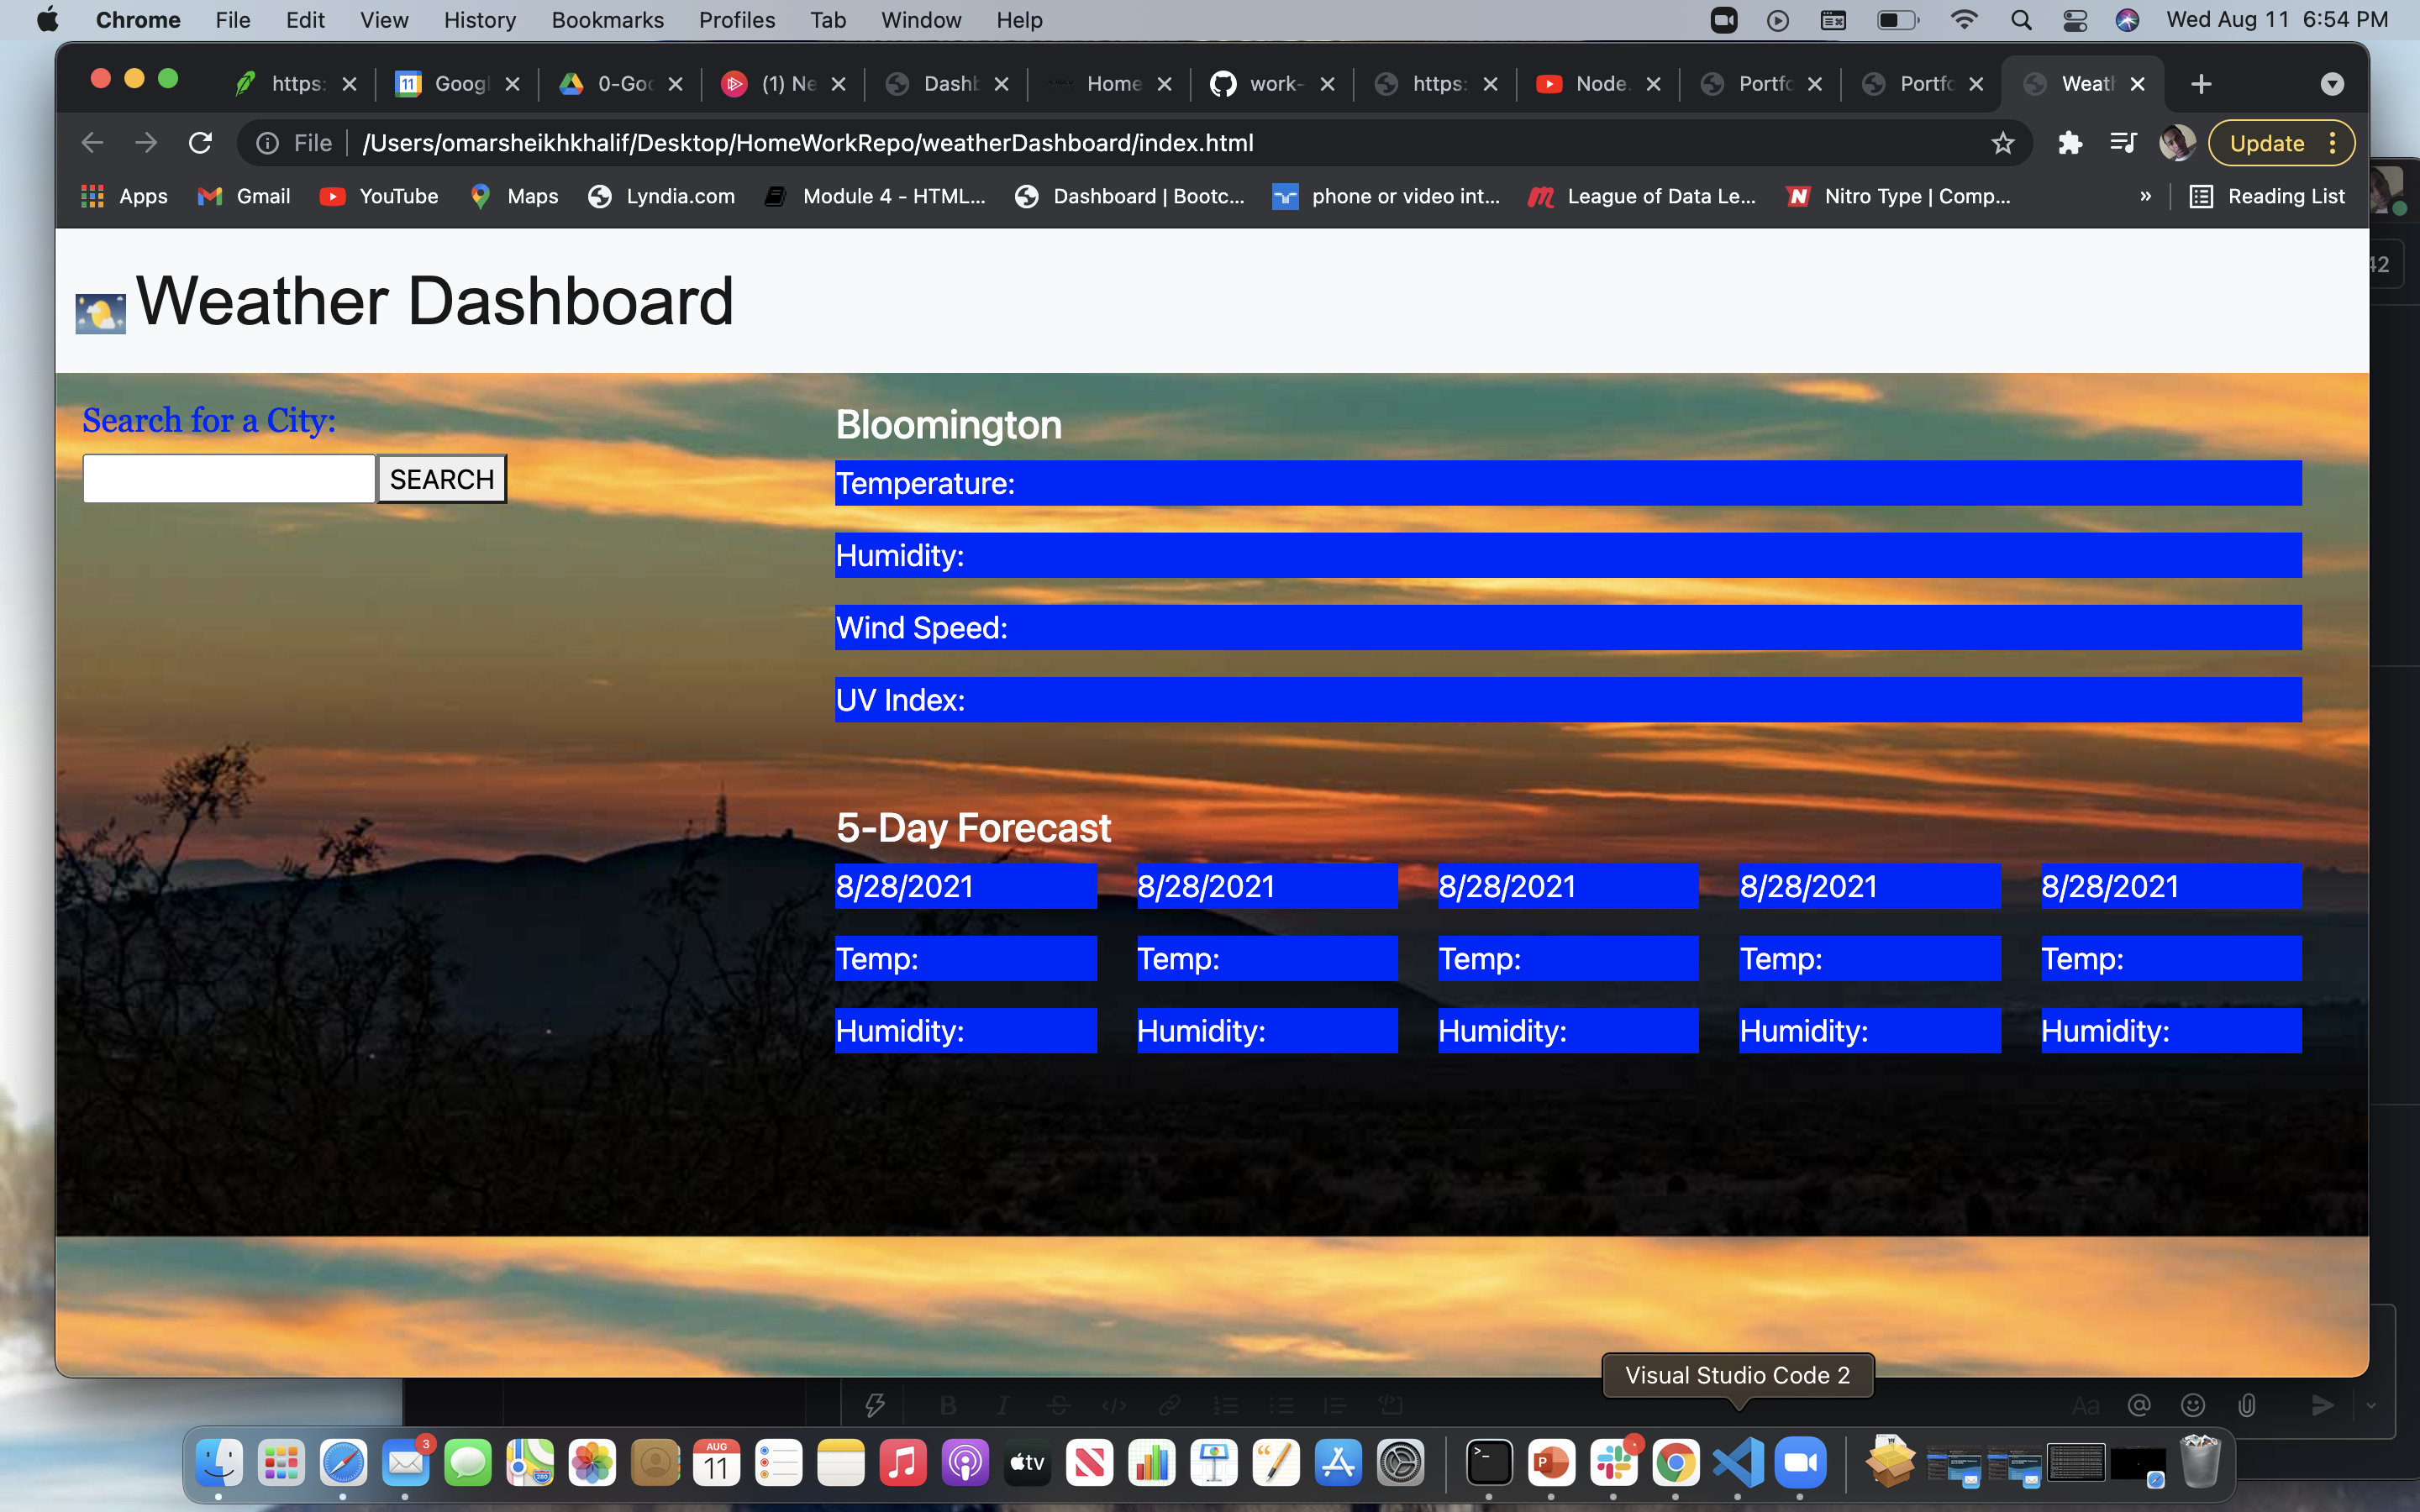 Chrome File Edit View History Bookmarks Profiles Tab Window Help Wed Aug 11 6:54 PM
https: Googl 0-Goo (1) Ne Dashb Home work- https: Node. Portfo Portfo Weath
File /Users/omarsheikhkhalif/Desktop/HomeWorkRepo/weatherDashboard/index.html Update
Apps Gmail YouTube Maps Lyndia.com Module 4 - HTML... Dashboard | Bootc... phone or video int... League of Data Le... Nitro Type | Comp... » Reading List
Weather Dashboard
Search for a City:
SEARCH
Bloomington
Temperature:
Humidity:
Wind Speed:
UV Index:
5-Day Forecast
8/28/2021 8/28/2021 8/28/2021 8/28/2021 8/28/2021
Temp: Temp: Temp: Temp: Temp:
Humidity: Humidity: Humidity: Humidity: Humidity:
Visual Studio Code 2
B I S Aa @
3 AUG 11 tv